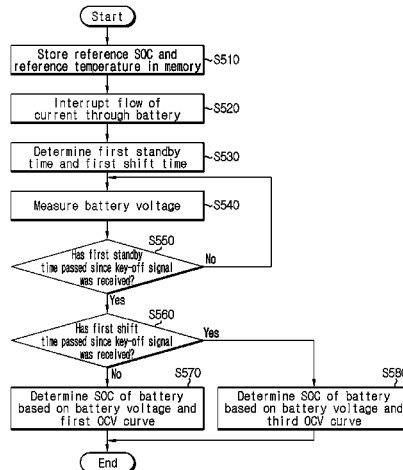 Start
Store reference SOC and
reference temperature in memory
S510
Interrupt flow of
current through battery
S520
Determine first standby
time and first shift time
S530
Measure battery voltage
S540
S550
Has first standby
time passed since key-off signal
was received?
No
Yes
S560
Has first shift
time passed since key-off signal
was received?
Yes
No
S570
Determine SOC of battery
based on battery voltage and
first OCV curve
S580
Determine SOC of battery
based on battery voltage and
third OCV curve
End